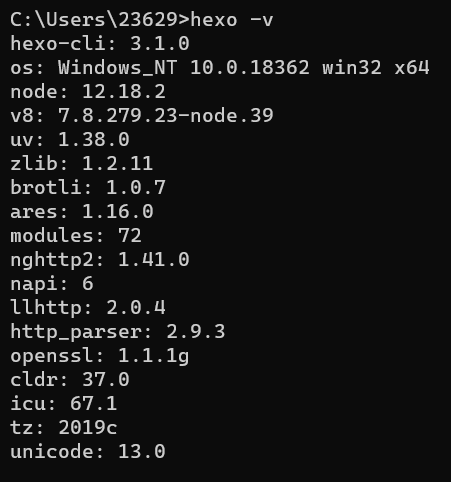 C:\Users\23629>hexo -v
hexo-cli: 3.1.0
os: Windows_NT 10.0.18362 win32 x64
node: 12.18.2
v8: 7.8.279.23-node.39
uv: 1.38.0
zlib: 1.2.11
brotli: 1.0.7
ares: 1.16.0
modules: 72
nghttp2: 1.41.0
napi: 6
llhttp: 2.0.4
http_parser: 2.9.3
openssl: 1.1.1g
cldr: 37.0
icu: 67.1
tz: 2019c
unicode: 13.0